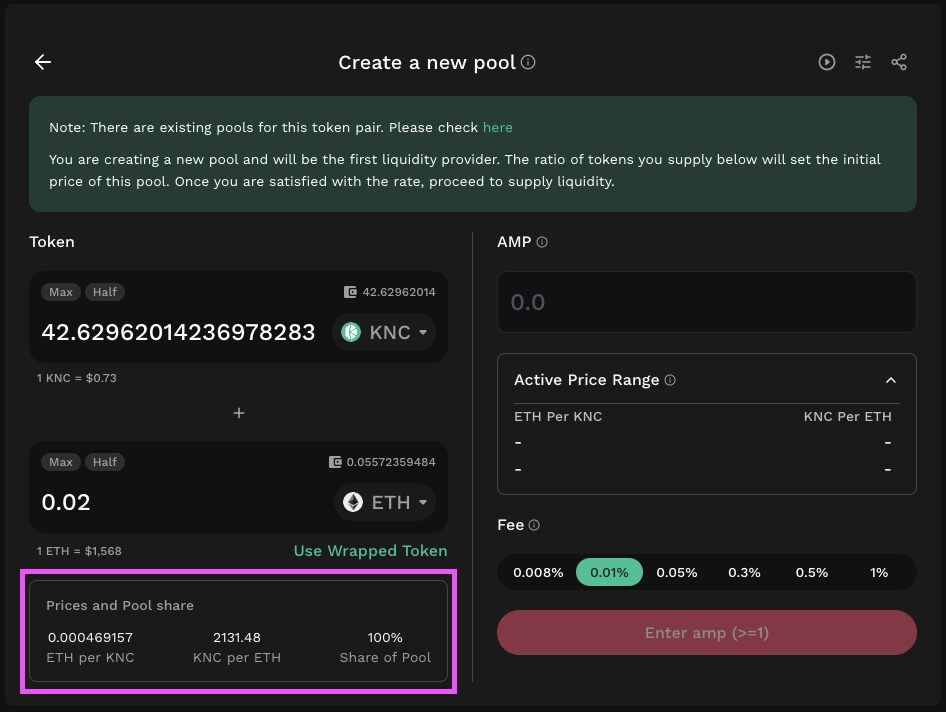 Create a new pool
Note: There are existing pools for this token pair. Please check here
You are creating a new pool and will be the first liquidity provider. The ratio of tokens you supply below will set the initial
price of this pool. Once you are satisfied with the rate, proceed to supply liquidity.
Token
Max Half 42.62962014
42.62962014236978283 KNC
1 KNC = $0.73
+
Max Half 0.05572359484
0.02 ETH
1 ETH = $1,568 Use Wrapped Token
Prices and Pool share
0.000469157 2131.48 100%
ETH per KNC KNC per ETH Share of Pool
AMP
0.0
Active Price Range
ETH Per KNC KNC Per ETH
- -
- -
Fee
0.008% 0.01% 0.05% 0.3% 0.5% 1%
Enter amp (>=1)